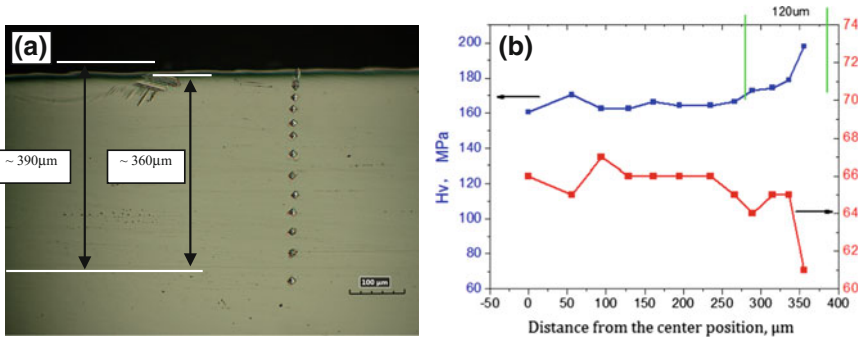 (a)
~ 390µm
~ 360µm
100 µm
(b)
120um
Hv, MPa
200
180
160
140
120
100
80
60
74
72
70
68
66
64
62
60
-50 0 50 100 150 200 250 300 350 400
Distance from the center position, µm